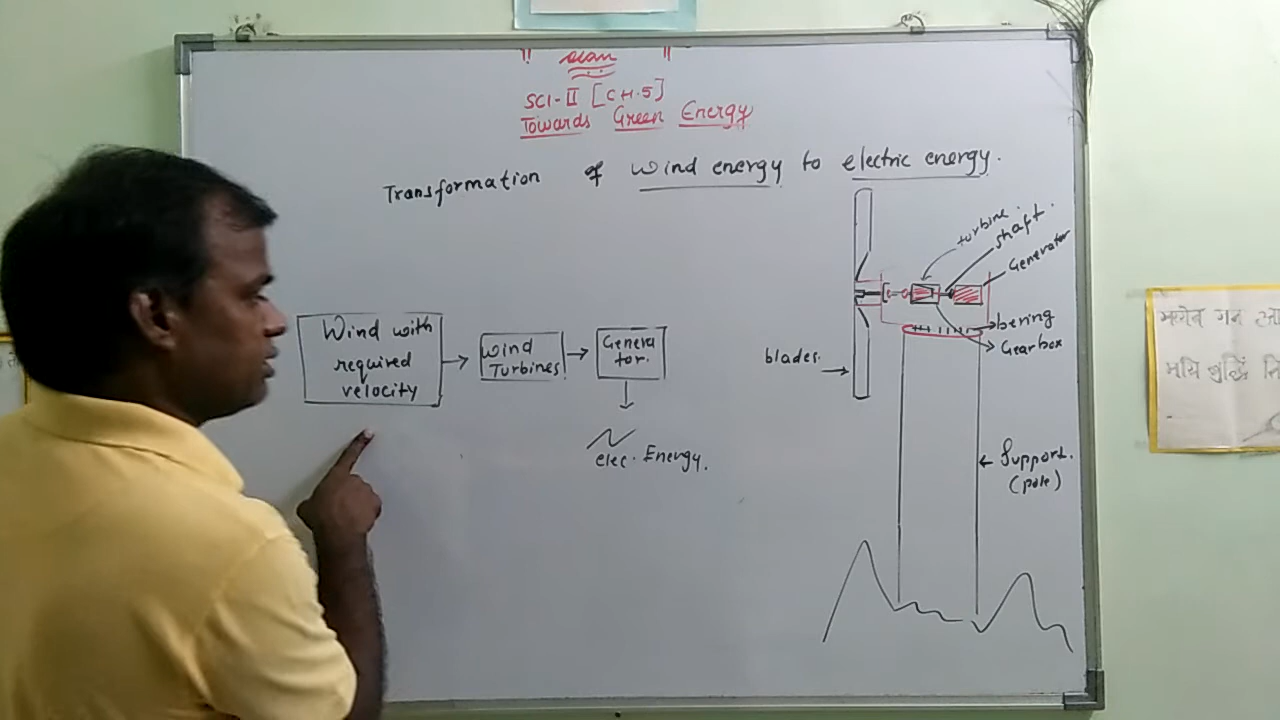 " "
SCI-II [CH.5]
Towards Green Energy
Transformation of wind energy to electric energy.
turbine.
shaft.
Generator
Wind with
required
velocity
Wind
Turbines
Genera
tor.
bering
Gearbox
blades.
elec. Energy.
Support.
(pole)